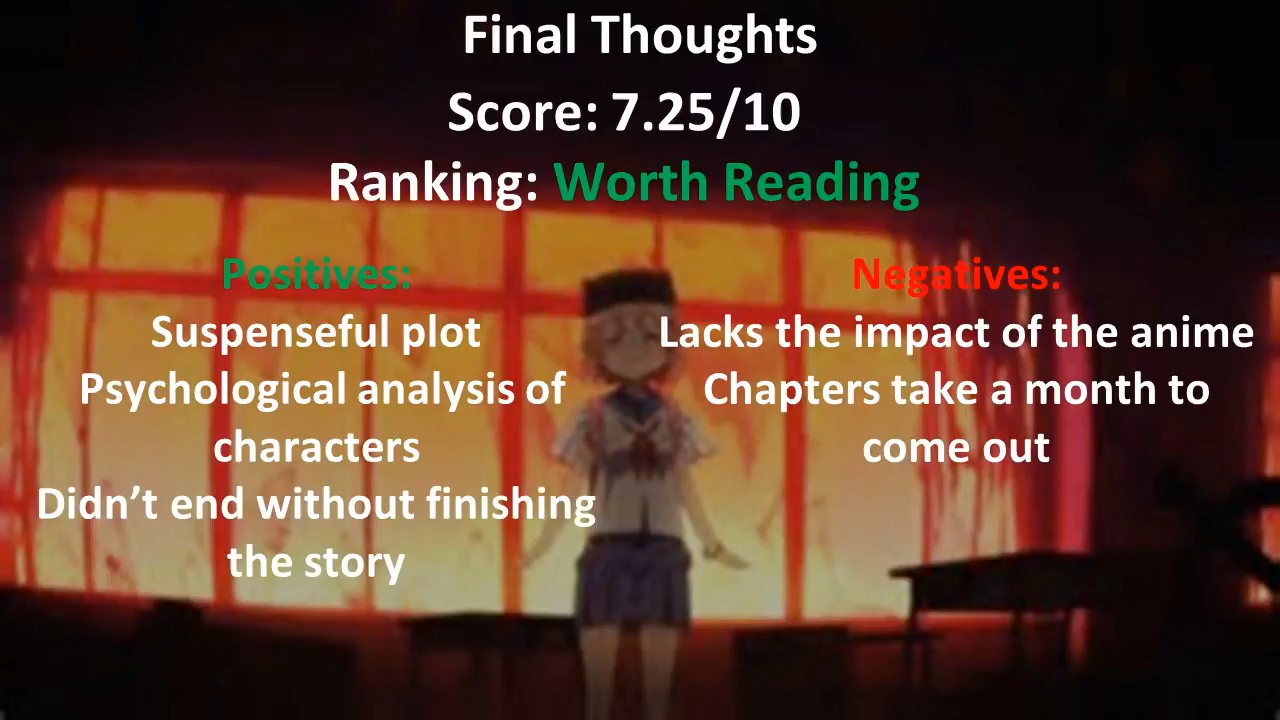 Final Thoughts
Score: 7.25/10
Ranking: Worth Reading
Positives:
Suspenseful plot
Psychological analysis of
characters
Didn’t end without finishing
the story
Negatives:
Lacks the impact of the anime
Chapters take a month to
come out